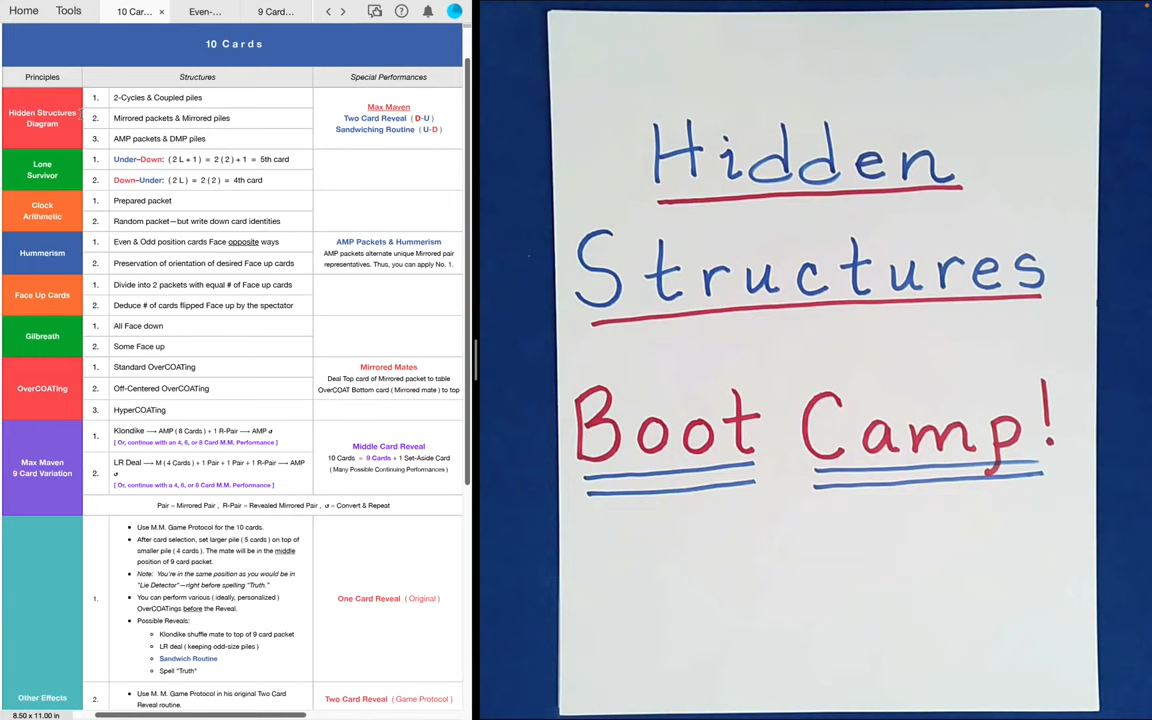 Home Tools 10 Car... × Even-... 9 Card...
10 Cards
Principles Structures Special Performances
Hidden Structures Diagram
1. 2-Cycles & Coupled piles
2. Mirrored packets & Mirrored piles
3. AMP packets & DMP piles
Max Maven
Two Card Reveal ( D-U )
Sandwiching Routine ( U-D )
Lone
Survivor
1. Under–Down: ( 2 L + 1 ) = 2 ( 2 ) + 1 = 5th card
2. Down–Under: ( 2 L ) = 2 ( 2 ) = 4th card
Clock
Arithmetic
1. Prepared packet
2. Random packet—but write down card identities
Hummerism
1. Even & Odd position cards Face opposite ways
2. Preservation of orientation of desired Face up cards
AMP Packets & Hummerism
AMP packets alternate unique Mirrored pair
representatives. Thus, you can apply No. 1.
Face Up Cards
1. Divide into 2 packets with equal # of Face up cards
2. Deduce # of cards flipped Face up by the spectator
Gilbreath
1. All Face down
2. Some Face up
OverCOATing
1. Standard OverCOATing
2. Off-Centered OverCOATing
3. HyperCOATing
Mirrored Mates
Deal Top card of Mirrored packet to table
OverCOAT Bottom card ( Mirrored mate ) to top
Max Maven
9 Card Variation
1. Klondike → AMP ( 8 Cards ) + 1 R-Pair → AMP ↺
[ Or, continue with an 4, 6, or 8 Card M.M. Performance ]
2. LR Deal → M ( 4 Cards ) + 1 Pair + 1 Pair + 1 R-Pair → AMP
↺
[ Or, continue with a 4, 6, or 8 Card M.M. Performance ]
Middle Card Reveal
10 Cards = 9 Cards + 1 Set-Aside Card
( Many Possible Continuing Performances )
Pair = Mirrored Pair , R-Pair = Revealed Mirrored Pair , ↺ = Convert & Repeat
Other Effects
1.
• Use M.M. Game Protocol for the 10 cards.
• After card selection, set larger pile ( 5 cards ) on top of
smaller pile ( 4 cards ). The mate will be in the middle
position of 9 card packet.
• Note: You're in the same position as you would be in
"Lie Detector"—right before spelling "Truth."
• You can perform various ( ideally, personalized )
OverCOATings before the Reveal.
• Possible Reveals:
○ Klondike shuffle mate to top of 9 card packet
○ LR deal ( keeping odd-size piles )
○ Sandwich Routine
○ Spell "Truth"
One Card Reveal ( Original )
2.
• Use M. M. Game Protocol in his original Two Card
Reveal routine.
Two Card Reveal ( Game Protocol )
8.50 x 11.00 in
Hidden
Structures
Boot Camp!